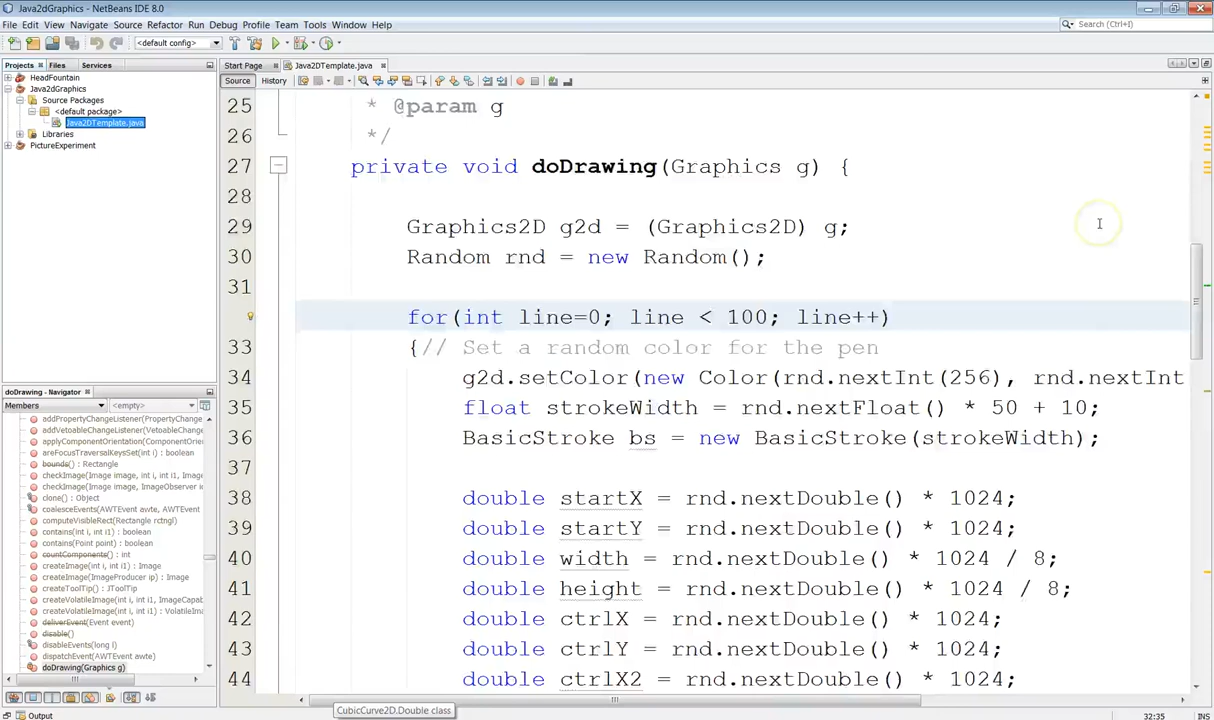 Java2dGraphics - NetBeans IDE 8.0
File Edit View Navigate Source Refactor Run Debug Profile Team Tools Window Help
Search (Ctrl+I)
<default config>
Projects Files Services
Start Page Java2DTemplate.java
HeadFountain
Java2dGraphics
Source Packages
<default package>
Java2DTemplate.java
Libraries
PictureExperiment
Source History
25 * @param g
26 */
27 private void doDrawing(Graphics g) {
28
29 Graphics2D g2d = (Graphics2D) g;
30 Random rnd = new Random();
31
for(int line=0; line < 100; line++)
33 {// Set a random color for the pen
34 g2d.setColor(new Color(rnd.nextInt(256), rnd.nextInt
35 float strokeWidth = rnd.nextFloat() * 50 + 10;
36 BasicStroke bs = new BasicStroke(strokeWidth);
37
38 double startX = rnd.nextDouble() * 1024;
39 double startY = rnd.nextDouble() * 1024;
40 double width = rnd.nextDouble() * 1024 / 8;
41 double height = rnd.nextDouble() * 1024 / 8;
42 double ctrlX = rnd.nextDouble() * 1024;
43 double ctrlY = rnd.nextDouble() * 1024;
44 double ctrlX2 = rnd.nextDouble() * 1024;
doDrawing - Navigator
Members <empty>
addPropertyChangeListener(PropertyChange
addVetoableChangeListener(VetoableChange
applyComponentOrientation(ComponentOrie
areFocusTraversalKeysSet(int i) : boolean
bounds() : Rectangle
checkImage(Image image, int i, int i1, Image
checkImage(Image image, ImageObserver i
clone() : Object
coalesceEvents(AWTEvent awte, AWTEvent
computeVisibleRect(Rectangle rctngl)
contains(int i, int i1) : boolean
contains(Point point) : boolean
countComponents() : int
createImage(int i, int i1) : Image
createImage(ImageProducer ip) : Image
createToolTip() : JToolTip
createVolatileImage(int i, int i1) : VolatileImag
createVolatileImage(int i, int i1, ImageCapab
deliverEvent(Event event)
disable()
disableEvents(long l)
dispatchEvent(AWTEvent awte)
doDrawing(Graphics g)
CubicCurve2D.Double class
Output
32:35